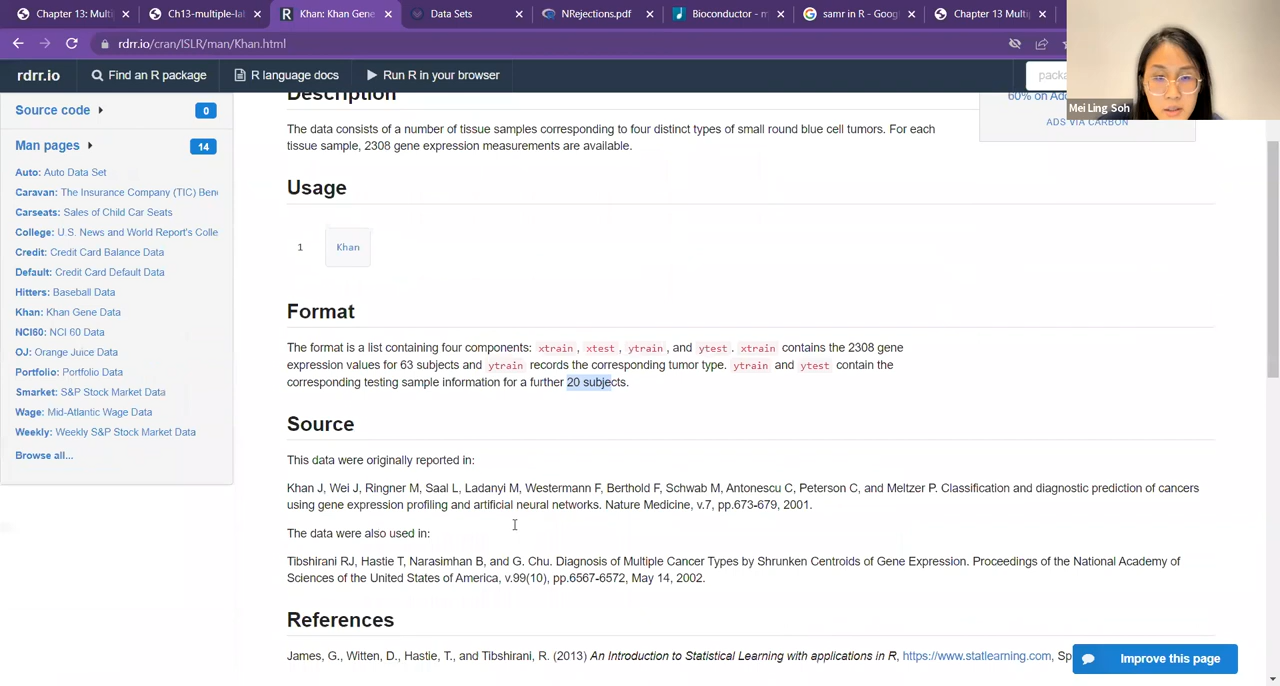 Chapter 13: Multi
Ch13-multiple-la
Khan: Khan Gene
Data Sets
NRejections.pdf
Bioconductor - m
samr in R - Goog
Chapter 13 Multi
rdrr.io/cran/ISLR/man/Khan.html
rdrr.io
Find an R package
R language docs
Run R in your browser
packa
Mei Ling Soh
60% on Ado
ADS VIA CARBON
Source code
0
Man pages
14
Auto: Auto Data Set
Caravan: The Insurance Company (TIC) Ben
Carseats: Sales of Child Car Seats
College: U.S. News and World Report's Colle
Credit: Credit Card Balance Data
Default: Credit Card Default Data
Hitters: Baseball Data
Khan: Khan Gene Data
NCI60: NCI 60 Data
OJ: Orange Juice Data
Portfolio: Portfolio Data
Smarket: S&P Stock Market Data
Wage: Mid-Atlantic Wage Data
Weekly: Weekly S&P Stock Market Data
Browse all...
Description
The data consists of a number of tissue samples corresponding to four distinct types of small round blue cell tumors. For each
tissue sample, 2308 gene expression measurements are available.
Usage
1
Khan
Format
The format is a list containing four components: xtrain, xtest, ytrain, and ytest. xtrain contains the 2308 gene
expression values for 63 subjects and ytrain records the corresponding tumor type. ytrain and ytest contain the
corresponding testing sample information for a further 20 subjects.
Source
This data were originally reported in:
Khan J, Wei J, Ringner M, Saal L, Ladanyi M, Westermann F, Berthold F, Schwab M, Antonescu C, Peterson C, and Meltzer P. Classification and diagnostic prediction of cancers
using gene expression profiling and artificial neural networks. Nature Medicine, v.7, pp.673-679, 2001.
The data were also used in:
Tibshirani RJ, Hastie T, Narasimhan B, and G. Chu. Diagnosis of Multiple Cancer Types by Shrunken Centroids of Gene Expression. Proceedings of the National Academy of
Sciences of the United States of America, v.99(10), pp.6567-6572, May 14, 2002.
References
James, G., Witten, D., Hastie, T., and Tibshirani, R. (2013) An Introduction to Statistical Learning with applications in R, https://www.statlearning.com, Sp
Improve this page